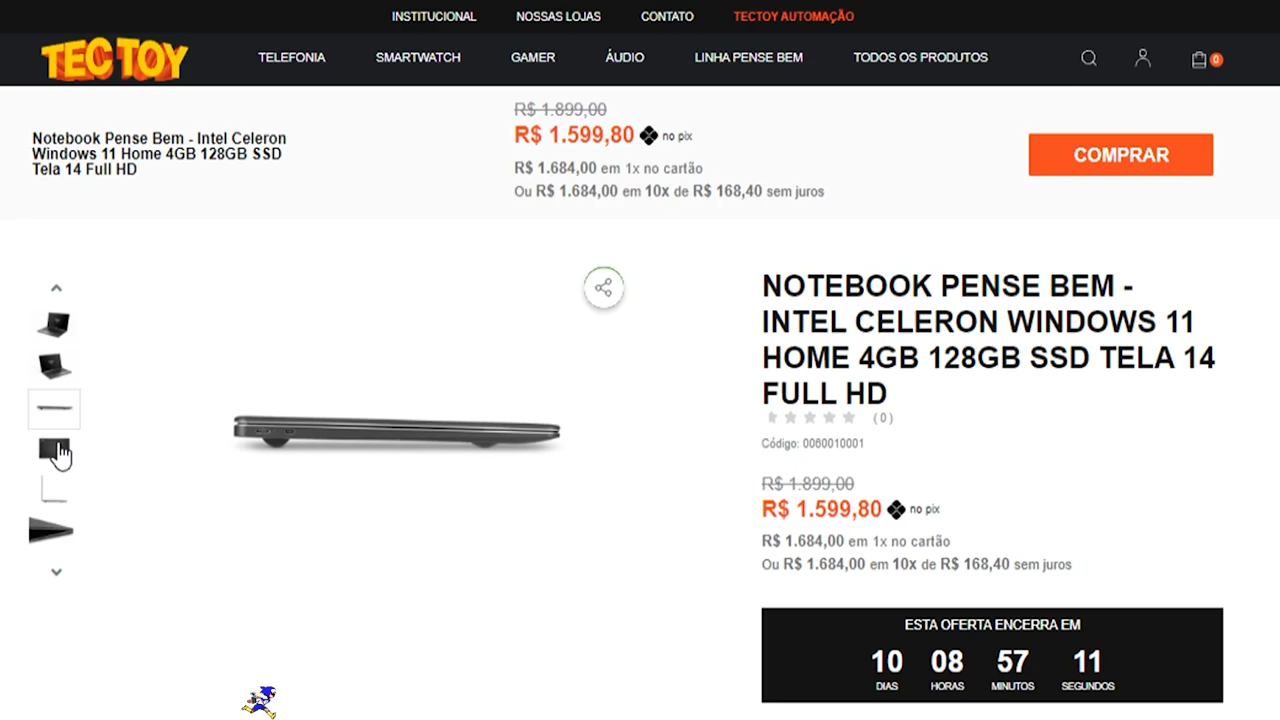 INSTITUCIONAL NOSSAS LOJAS CONTATO TECTOY AUTOMAÇÃO
TECTOY TELEFONIA SMARTWATCH GAMER ÁUDIO LINHA PENSE BEM TODOS OS PRODUTOS 0
Notebook Pense Bem - Intel Celeron
Windows 11 Home 4GB 128GB SSD
Tela 14 Full HD
R$ 1.899,00
R$ 1.599,80 no pix
R$ 1.684,00 em 1x no cartão
Ou R$ 1.684,00 em 10x de R$ 168,40 sem juros
COMPRAR
NOTEBOOK PENSE BEM -
INTEL CELERON WINDOWS 11
HOME 4GB 128GB SSD TELA 14
FULL HD
(0)
Código: 0060010001
R$ 1.899,00
R$ 1.599,80 no pix
R$ 1.684,00 em 1x no cartão
Ou R$ 1.684,00 em 10x de R$ 168,40 sem juros
ESTA OFERTA ENCERRA EM
10 08 57 11
DIAS HORAS MINUTOS SEGUNDOS